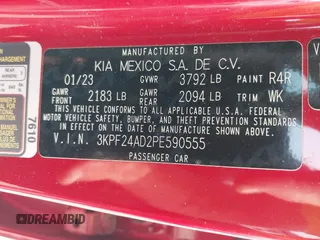 KIA MEXICO S.A. DE C.V.
01/23 GVWR 3792 LB PAINT R4R
GAWR FRONT 2183 LB GAWR REAR 2094 LB TRIM WK
THIS VEHICLE CONFORMS TO ALL APPLICABLE U.S.A. FEDERAL
MOTOR VEHICLE SAFETY, BUMPER, AND THEFT PREVENTION STANDARDS
IN EFFECT ON THE DATE OF MANUFACTURE SHOWN ABOVE.
V.I.N. 3KPF24AD2PE590555
PASSENGER CAR
7610
DREAMBID